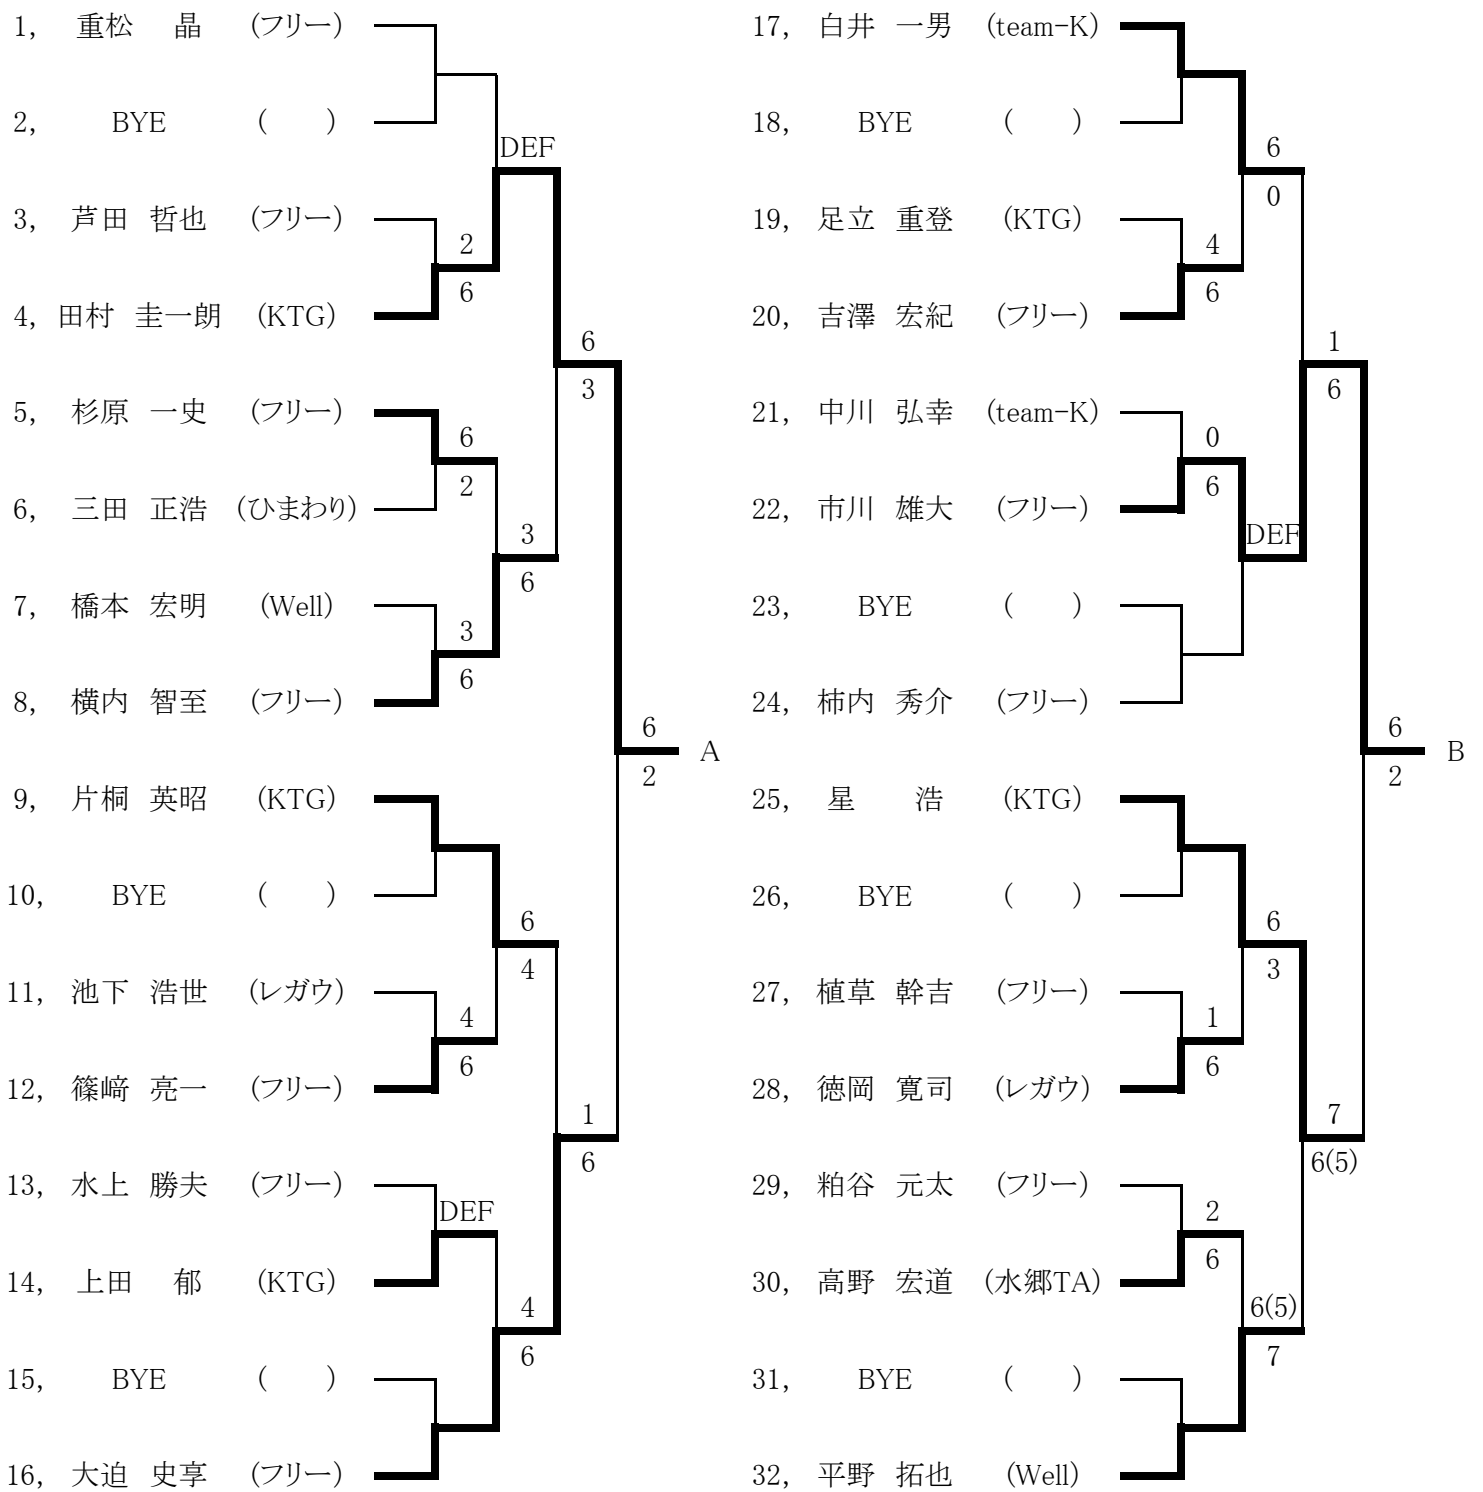 1, 重松 晶 (フリー)
2, BYE ( )
DEF
3, 芦田 哲也 (フリー)
2
6
4, 田村 圭一朗 (KTG)
6
3
5, 杉原 一史 (フリー)
6
2
6, 三田 正浩 (ひまわり)
3
6
7, 橋本 宏明 (Well)
3
6
8, 横内 智至 (フリー)
6
A
2
9, 片桐 英昭 (KTG)
10, BYE ( )
6
4
11, 池下 浩世 (レガウ)
4
6
12, 篠﨑 亮一 (フリー)
1
6
13, 水上 勝夫 (フリー)
DEF
14, 上田 郁 (KTG)
4
6
15, BYE ( )
16, 大迫 史享 (フリー)
17, 白井 一男 (team-K)
18, BYE ( )
6
0
19, 足立 重登 (KTG)
4
6
20, 吉澤 宏紀 (フリー)
1
6
21, 中川 弘幸 (team-K)
0
6
22, 市川 雄大 (フリー)
DEF
23, BYE ( )
24, 柿内 秀介 (フリー)
6
B
2
25, 星 浩 (KTG)
26, BYE ( )
6
3
27, 植草 幹吉 (フリー)
1
6
28, 徳岡 寛司 (レガウ)
7
6(5)
29, 粕谷 元太 (フリー)
2
6
30, 高野 宏道 (水郷TA)
6(5)
7
31, BYE ( )
32, 平野 拓也 (Well)